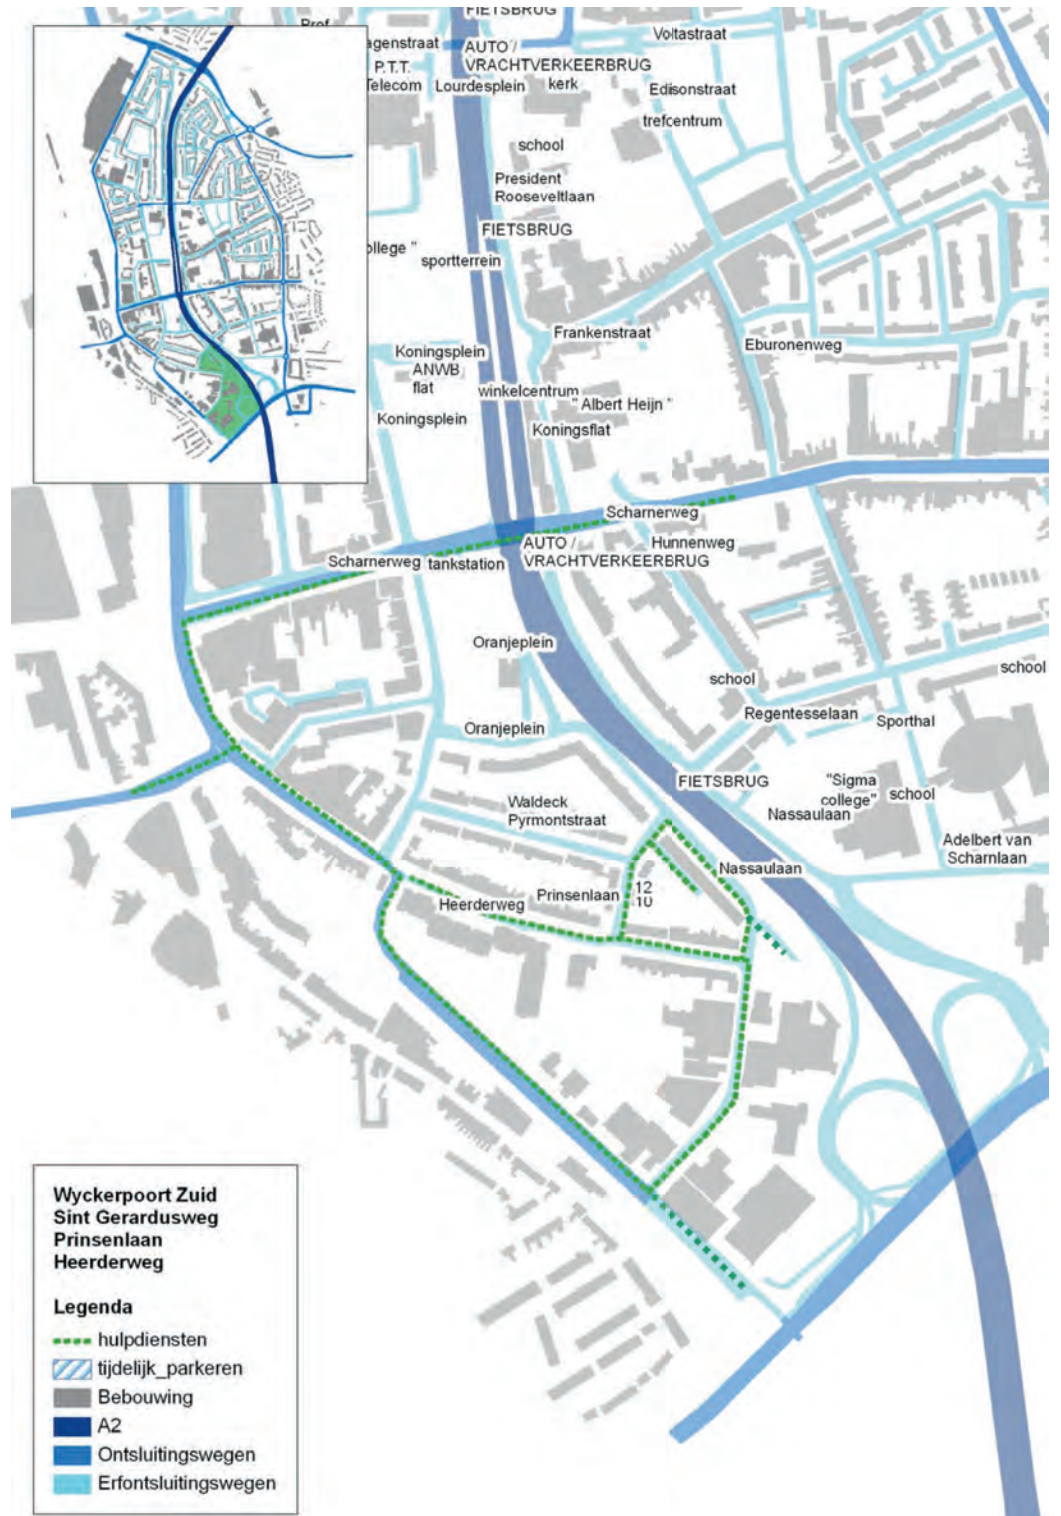 FIETSBRUG
Prof
agenstraat
AUTO /
VRACHTVERKEERBRUG
Voltastraat
P.T.T.
Telecom
Lourdesplein
kerk
Edisonstraat
trefcentrum
school
President
Rooseveltlaan
FIETSBRUG
ollege "
sportterrein
Frankenstraat
Eburonenweg
Koningsplein
ANWB
flat
winkelcentrum
" Albert Heijn "
Koningsplein
Koningsflat
Scharnerweg
Scharnerweg
tankstation
AUTO /
VRACHTVERKEERBRUG
Hunnenweg
Oranjeplein
school
school
Regentesselaan
Sporthal
Oranjeplein
FIETSBRUG
"Sigma
college"
school
Nassaulaan
Waldeck
Pyrmontstraat
Adelbert van
Scharnlaan
Nassaulaan
12
10
Prinsenlaan
Heerderweg
Wyckerpoort Zuid
Sint Gerardusweg
Prinsenlaan
Heerderweg
Legenda
hulpdiensten
tijdelijk_parkeren
Bebouwing
A2
Ontsluitingswegen
Erfontsluitingswegen